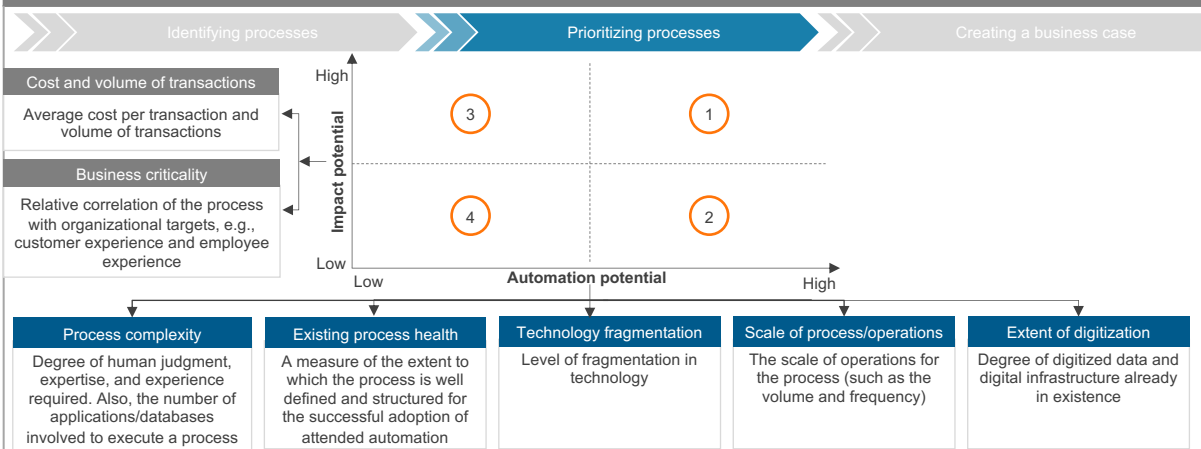 Identifying processes
Prioritizing processes
Creating a business case
Cost and volume of transactions
Average cost per transaction and
volume of transactions
Business criticality
Relative correlation of the process
with organizational targets, e.g.,
customer experience and employee
experience
High
Impact potential
Low
3
1
4
2
Low
Automation potential
High
Process complexity
Degree of human judgment,
expertise, and experience
required. Also, the number of
applications/databases
involved to execute a process
Existing process health
A measure of the extent to
which the process is well
defined and structured for
the successful adoption of
attended automation
Technology fragmentation
Level of fragmentation in
technology
Scale of process/operations
The scale of operations for
the process (such as the
volume and frequency)
Extent of digitization
Degree of digitized data and
digital infrastructure already
in existence